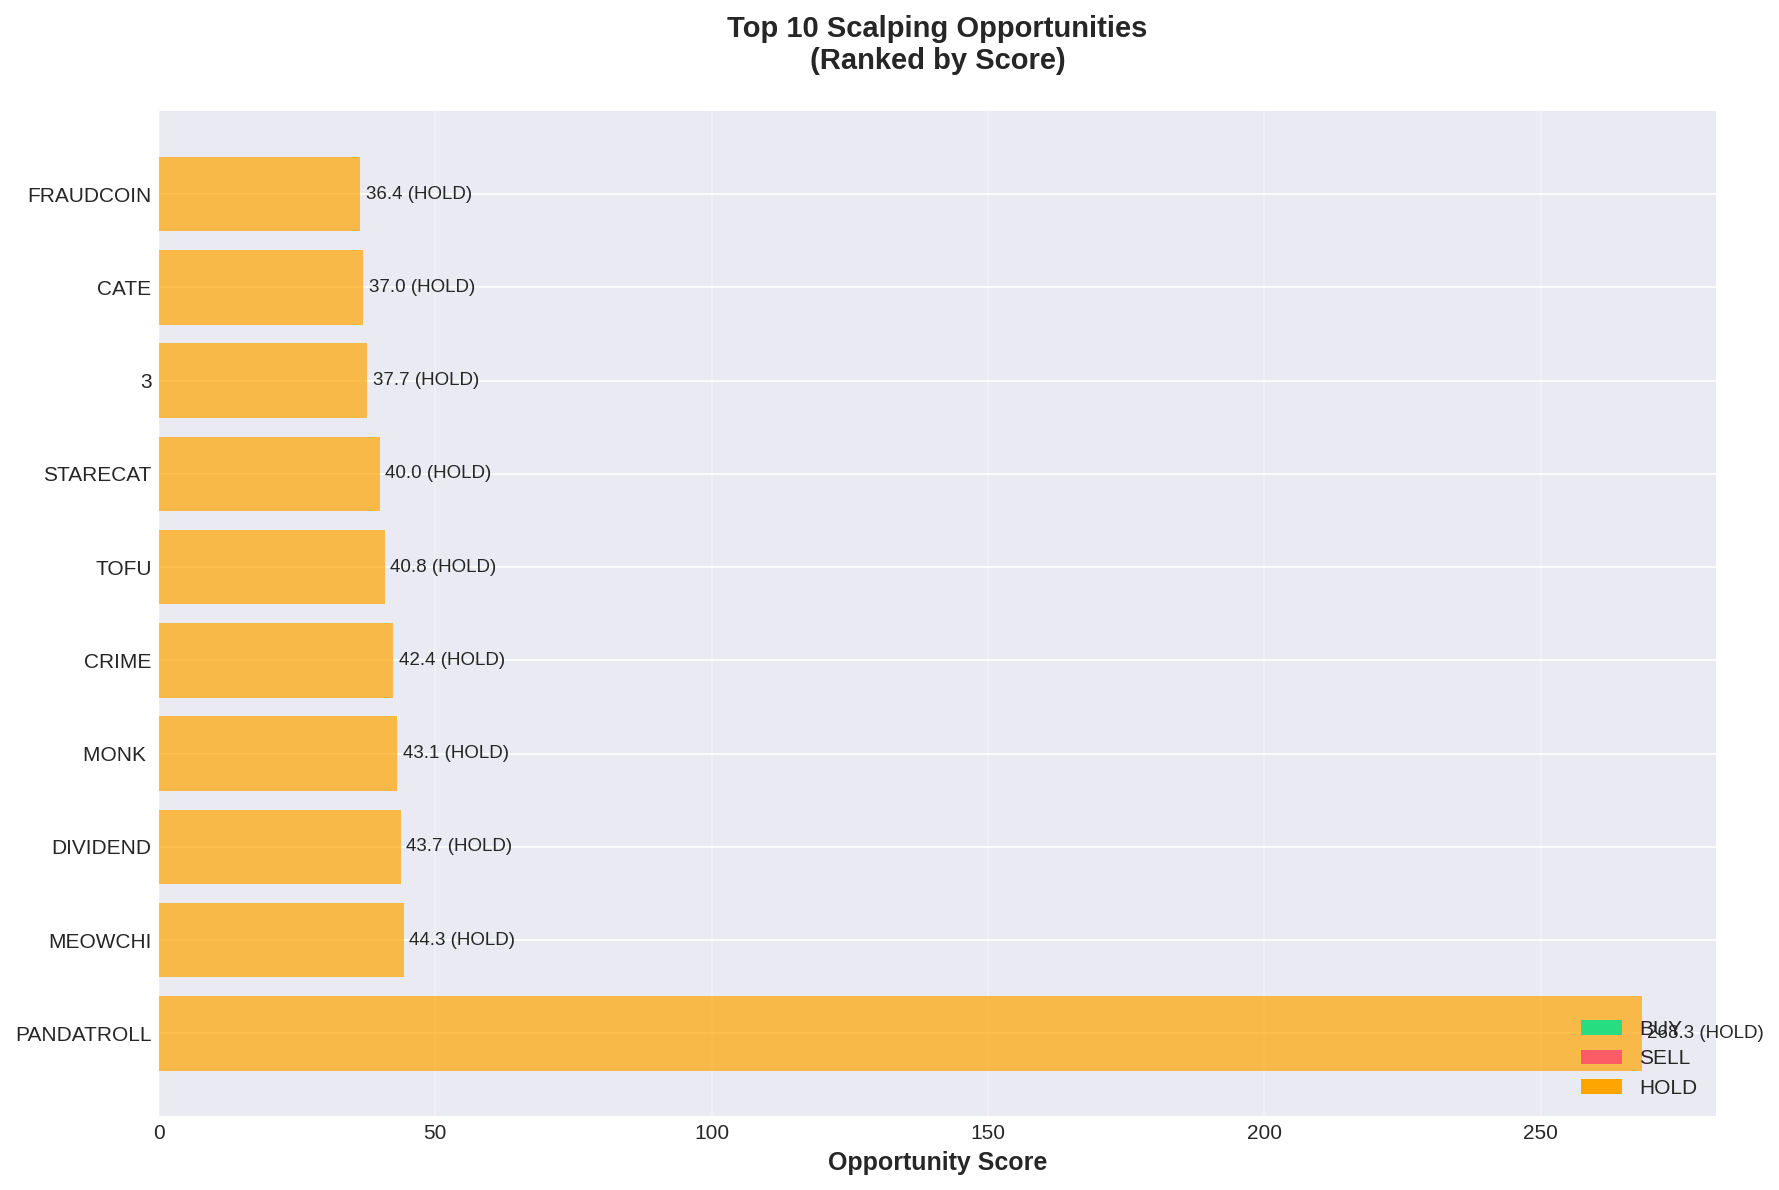 Top 10 Scalping Opportunities
(Ranked by Score)
FRAUDCOIN
36.4 (HOLD)
CATE
37.0 (HOLD)
3
37.7 (HOLD)
STARECAT
40.0 (HOLD)
TOFU
40.8 (HOLD)
CRIME
42.4 (HOLD)
MONK
43.1 (HOLD)
DIVIDEND
43.7 (HOLD)
MEOWCHI
44.3 (HOLD)
PANDATROLL
268.3 (HOLD)
BUY
SELL
HOLD
0 50 100 150 200 250
Opportunity Score